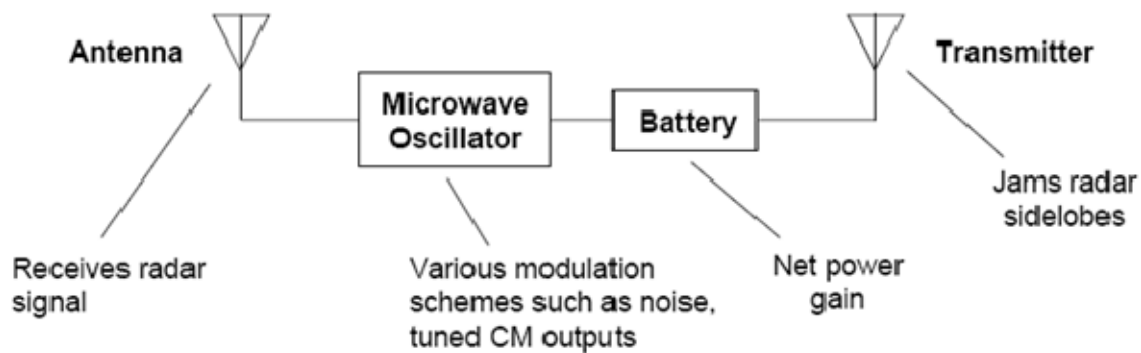 Antenna
Transmitter
Microwave
Oscillator
Battery
Receives radar
signal
Various modulation
schemes such as noise,
tuned CM outputs
Net power
gain
Jams radar
sidelobes